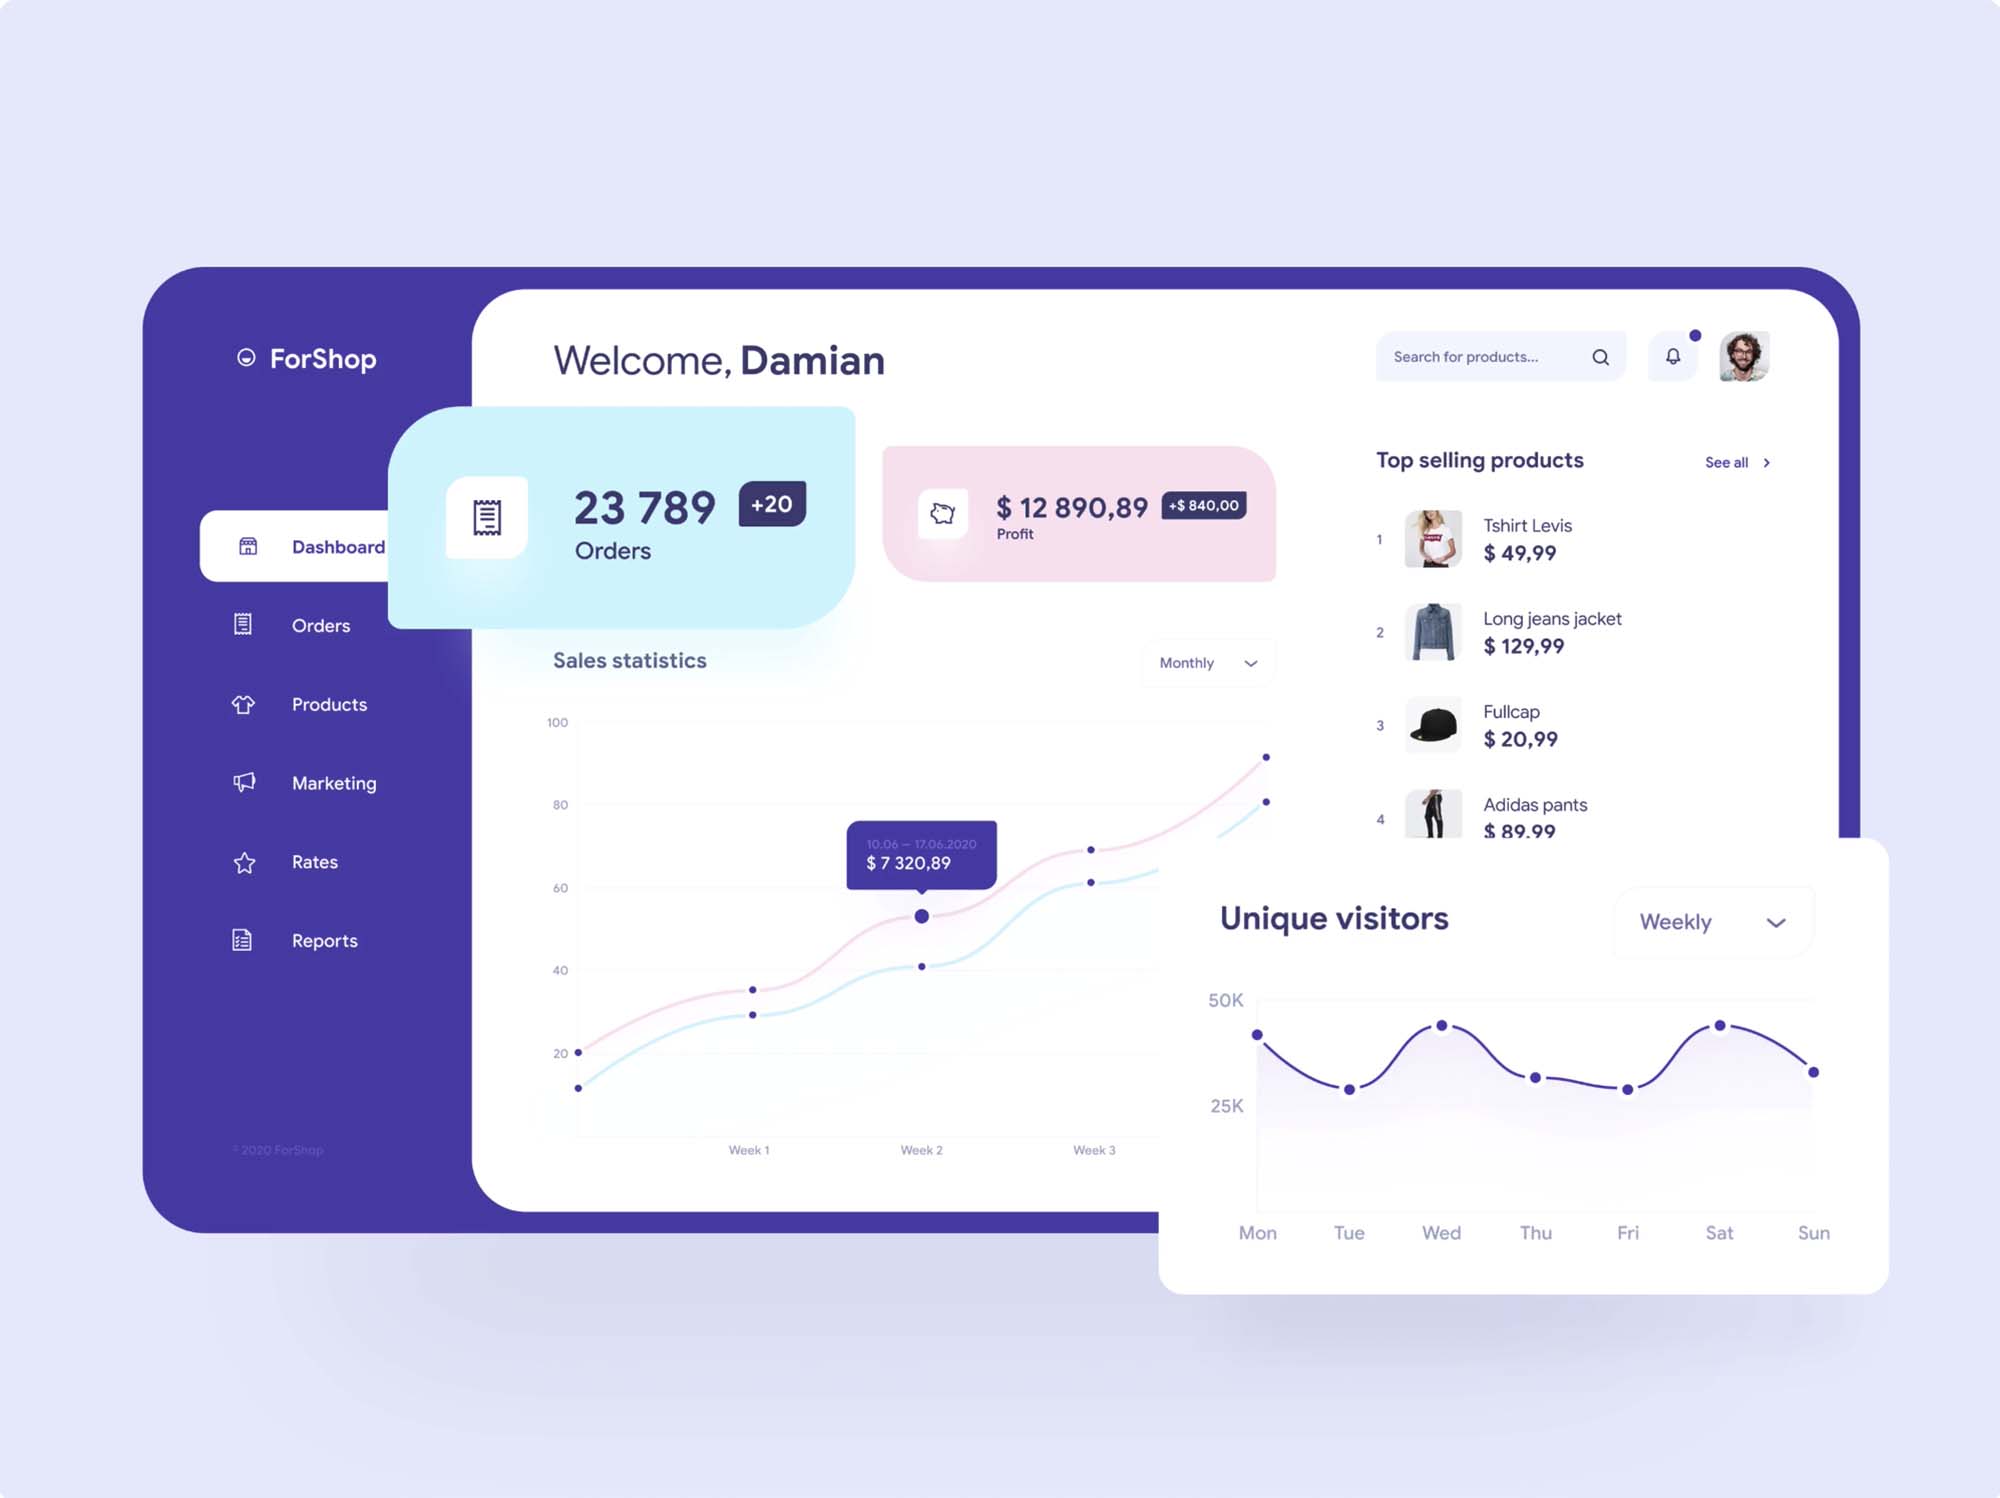 ForShop
Dashboard
Orders
Products
Marketing
Rates
Reports
2020 ForShop
Welcome, Damian
Search for products...
23 789
+20
Orders
$ 12 890,89
+$ 840,00
Profit
Sales statistics
Monthly
100
80
60
40
20
10.06 – 17.06.2020
$ 7 320,89
Week 1
Week 2
Week 3
Top selling products
See all
1
Tshirt Levis
$ 49,99
2
Long jeans jacket
$ 129,99
3
Fullcap
$ 20,99
4
Adidas pants
$ 89,99
Unique visitors
Weekly
50K
25K
Mon
Tue
Wed
Thu
Fri
Sat
Sun